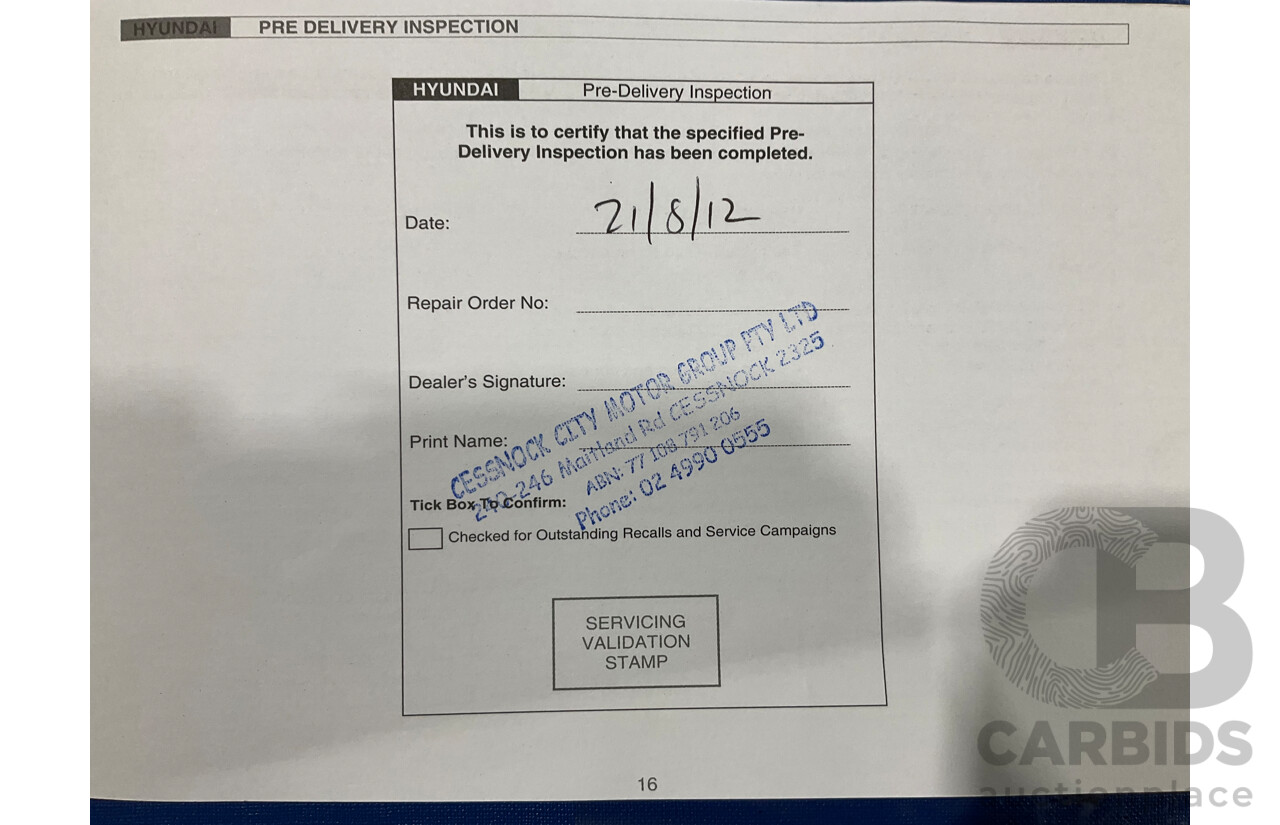 HYUNDAI PRE DELIVERY INSPECTION
HYUNDAI Pre-Delivery Inspection
This is to certify that the specified Pre-
Delivery Inspection has been completed.
Date: 21/8/12
Repair Order No:
Dealer's Signature:
Print Name:
CESSNOCK CITY MOTOR GROUP PTY LTD
240-246 Maitland Rd CESSNOCK 2325
ABN: 77 108 791 206
Phone: 02 4990 0555
Tick Box To Confirm:
Checked for Outstanding Recalls and Service Campaigns
SERVICING
VALIDATION
STAMP
16
CB
CARBIDS
auctionplace